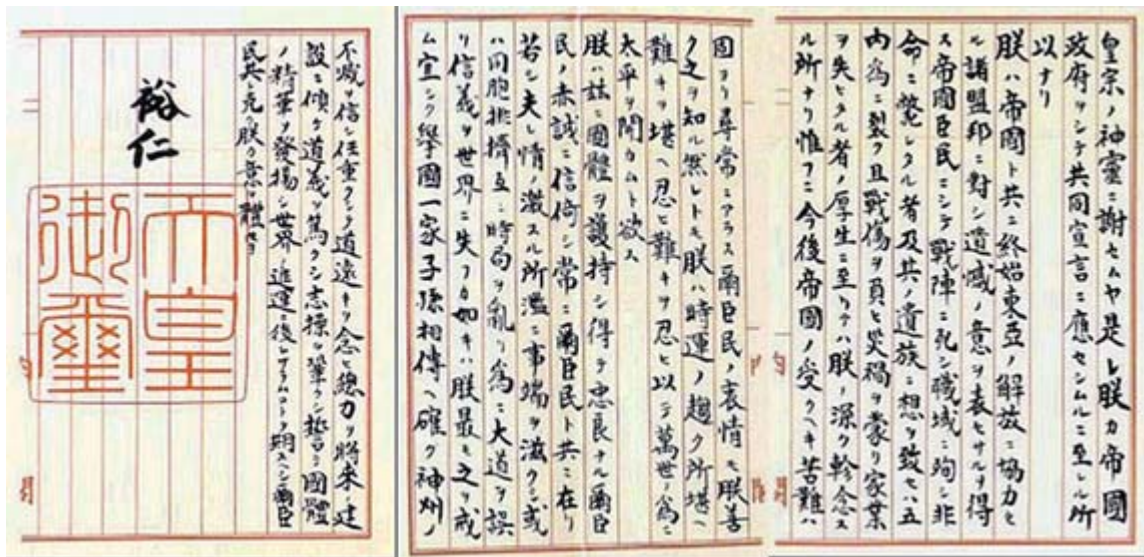 皇宗ノ神靈ニ謝セムヤ是レ朕カ帝國
政府ヲシテ共同宣言ニ應セシムルニ至レル所
以ナリ
朕ハ帝國ト共ニ終始東亞ノ解放ニ協力セ
ル諸盟邦ニ對シ遺憾ノ意ヲ表セサルヲ得
ス帝國臣民ニシテ戰陣ニ死シ職域ニ殉シ非
命ニ斃レタル者及其ノ遺族ニ想ヲ致セハ五
内爲ニ裂ク且戰傷ヲ負ヒ災禍ヲ蒙リ家業
ヲ失ヒタル者ノ厚生ニ至リテハ朕ノ深ク軫念ス
ル所ナリ惟フニ今後帝國ノ受クヘキ苦難ハ
固ヨリ尋常ニアラス爾臣民ノ衷情モ朕善
ク之ヲ知ル然レトモ朕ハ時運ノ趨ク所堪ヘ
難キヲ堪ヘ忍ヒ難キヲ忍ヒ以テ萬世ノ爲ニ
太平ヲ開カムト欲ス
朕ハ玆ニ國體ヲ護持シ得テ忠良ナル爾臣
民ノ赤誠ニ信倚シ常ニ爾臣民ト共ニ在リ
若シ夫レ情ノ激スル所濫ニ事端ヲ滋クシ或
ハ同胞排擠互ニ時局ヲ亂リ爲ニ大道ヲ誤
リ信義ヲ世界ニ失フカ如キハ朕最モ之ヲ戒
ム宜シク擧國一家子孫相傳ヘ確ク神州ノ
不滅ヲ信シ任重クシテ道遠キヲ念ヒ總力ヲ將來ノ建
設ニ傾ケ道義ヲ篤クシ志操ヲ鞏クシ誓テ國體
ノ精華ヲ發揚シ世界ノ進運ニ後レサラムコトヲ期スヘシ爾臣
民其レ克ク朕カ意ヲ體セヨ
裕仁
天皇
御璽